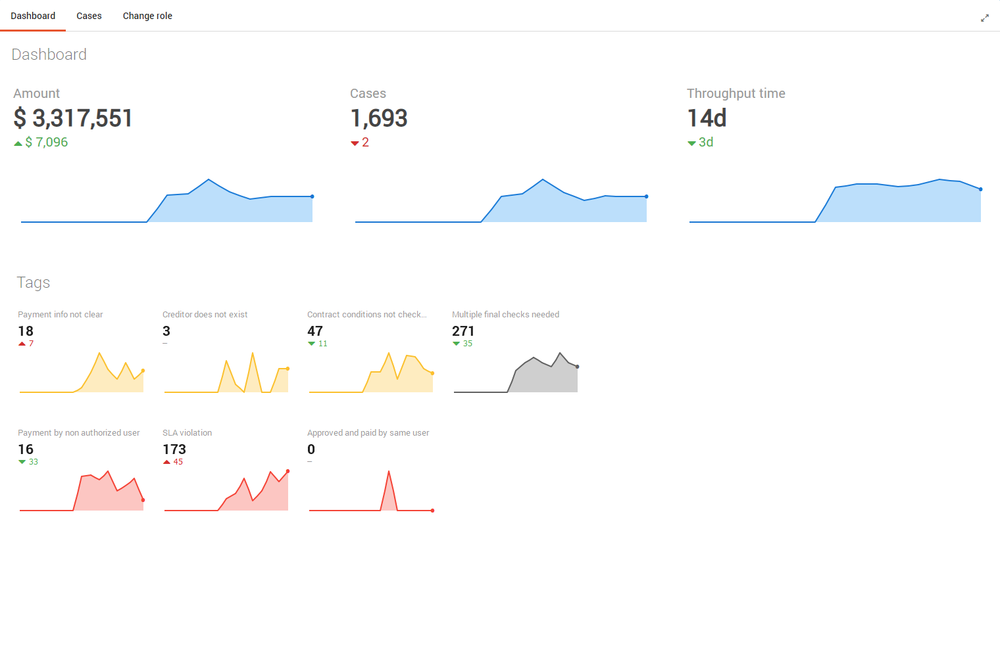 Dashboard Cases Change role
Dashboard
Amount Cases Throughput time
$ 3,317,551 1,693 14d
$ 7,096 2 3d
Tags
Payment info not clear Creditor does not exist Contract conditions not check... Multiple final checks needed
18 3 47 271
7 – 11 35
Payment by non authorized user SLA violation Approved and paid by same user
16 173 0
33 45 –